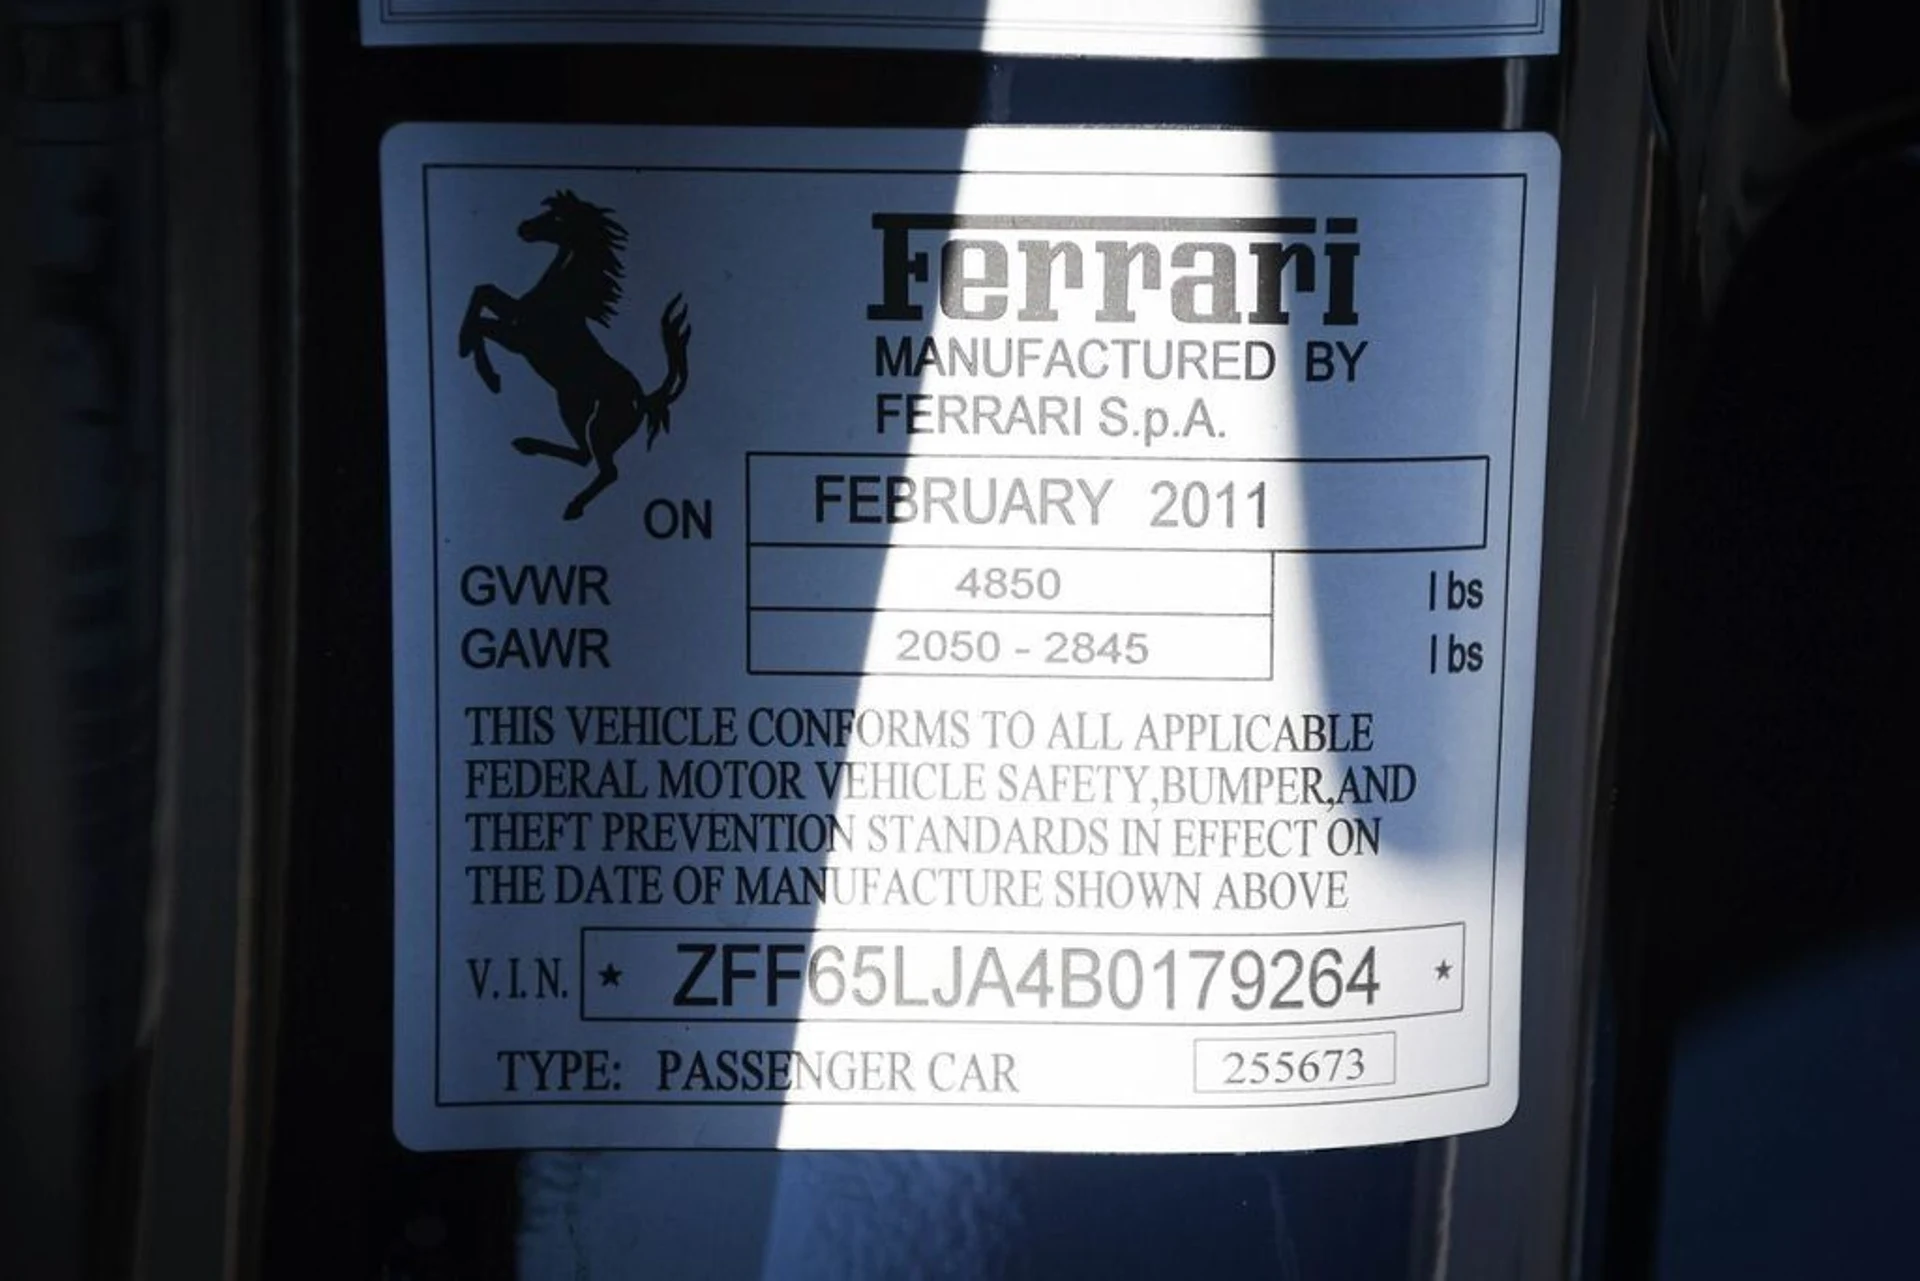 Ferrari
MANUFACTURED BY
FERRARI S.p.A.
ON FEBRUARY 2011
GVWR 4850 lbs
GAWR 2050 - 2845 lbs
THIS VEHICLE CONFORMS TO ALL APPLICABLE
FEDERAL MOTOR VEHICLE SAFETY,BUMPER,AND
THEFT PREVENTION STANDARDS IN EFFECT ON
THE DATE OF MANUFACTURE SHOWN ABOVE
V.I.N. ★ ZFF65LJA4B0179264 ★
TYPE: PASSENGER CAR 255673